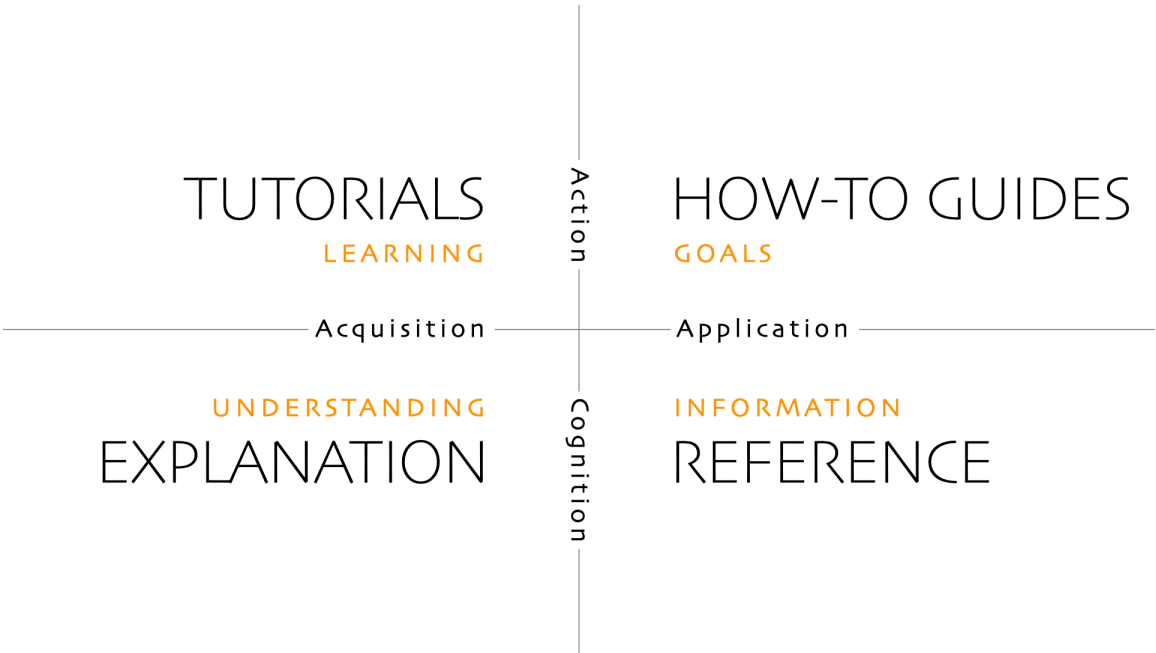 TUTORIALS
LEARNING
Action
HOW-TO GUIDES
GOALS
Acquisition
Application
UNDERSTANDING
EXPLANATION
Cognition
INFORMATION
REFERENCE